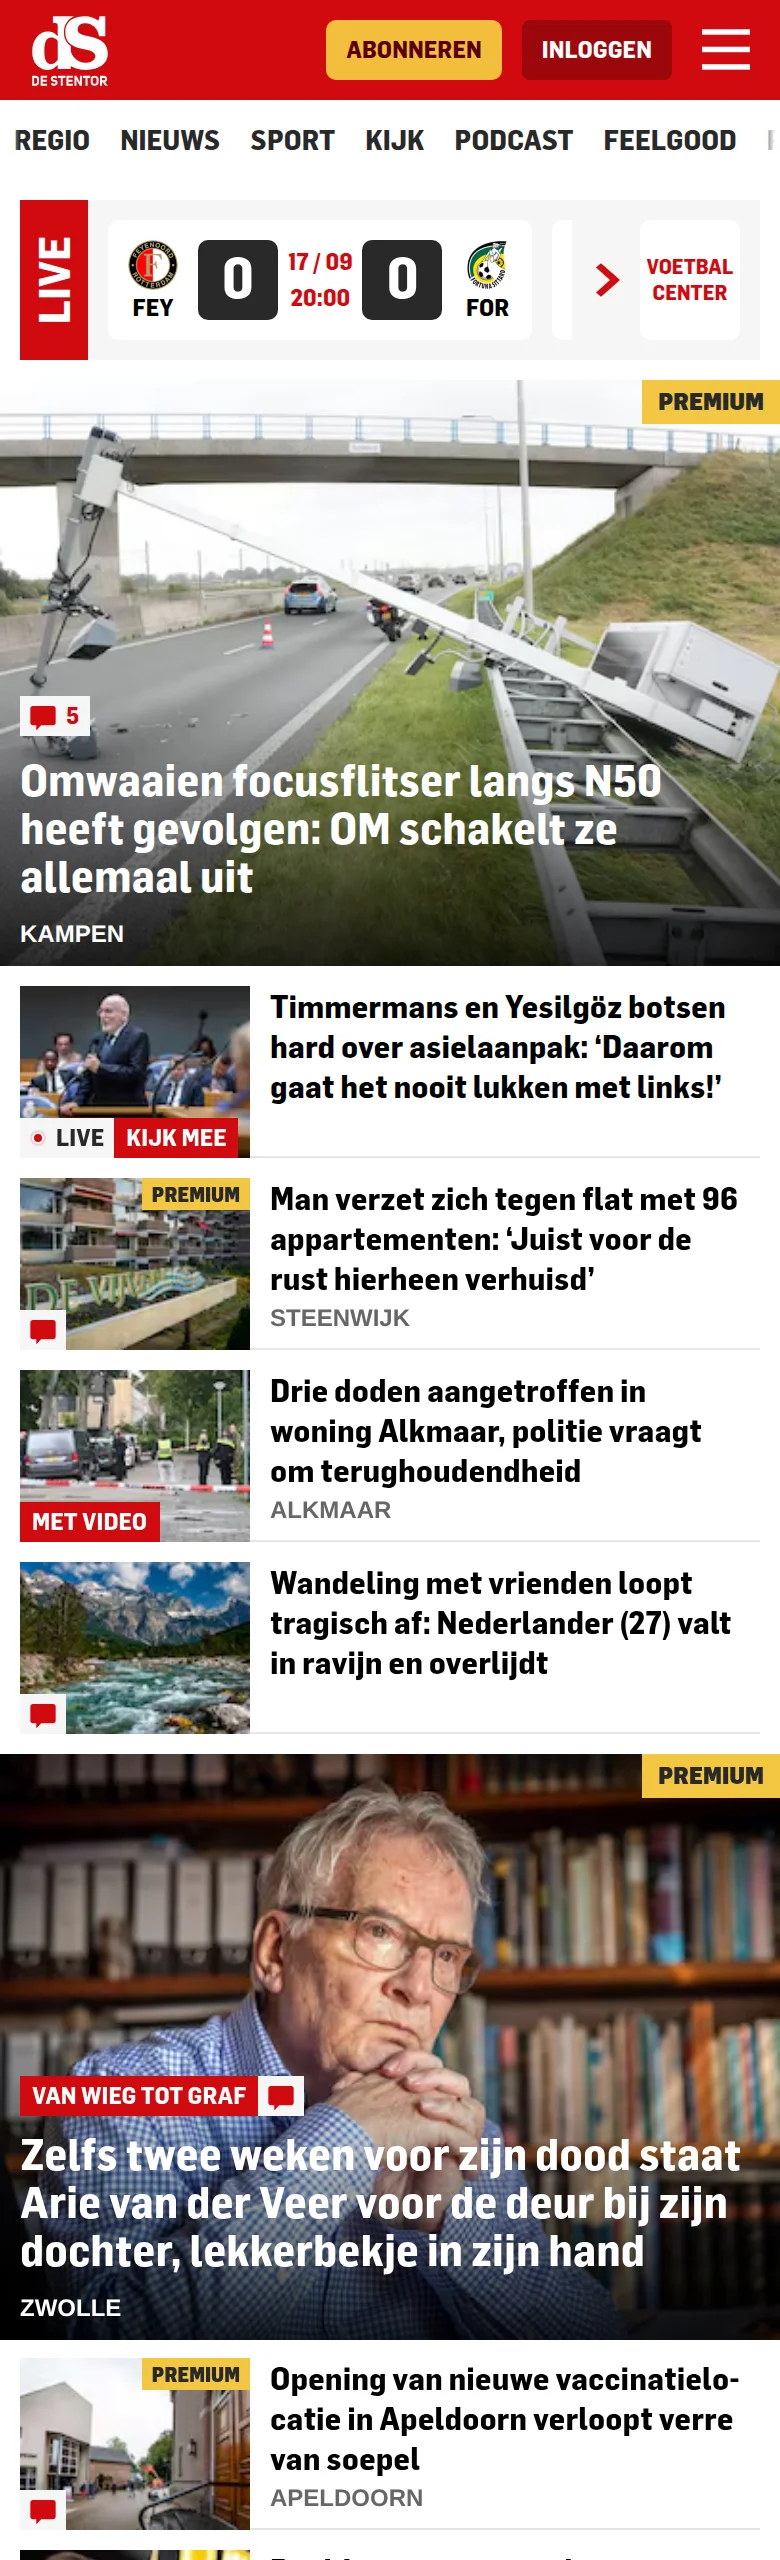 dS
DE STENTOR
ABONNEREN
INLOGGEN
REGIO NIEUWS SPORT KIJK PODCAST FEELGOOD
LIVE
FEY
0
17 / 09
20:00
0
FOR
VOETBAL
CENTER
PREMIUM
5
Omwaaien focusflitser langs N50
heeft gevolgen: OM schakelt ze
allemaal uit
KAMPEN
Timmermans en Yesilgöz botsen
hard over asielaanpak: ‘Daarom
gaat het nooit lukken met links!’
LIVE KIJK MEE
PREMIUM
Man verzet zich tegen flat met 96
appartementen: ‘Juist voor de
rust hierheen verhuisd’
STEENWIJK
Drie doden aangetroffen in
woning Alkmaar, politie vraagt
om terughoudendheid
ALKMAAR
MET VIDEO
Wandeling met vrienden loopt
tragisch af: Nederlander (27) valt
in ravijn en overlijdt
PREMIUM
VAN WIEG TOT GRAF
Zelfs twee weken voor zijn dood staat
Arie van der Veer voor de deur bij zijn
dochter, lekkerbekje in zijn hand
ZWOLLE
PREMIUM
Opening van nieuwe vaccinatielo-
catie in Apeldoorn verloopt verre
van soepel
APELDOORN